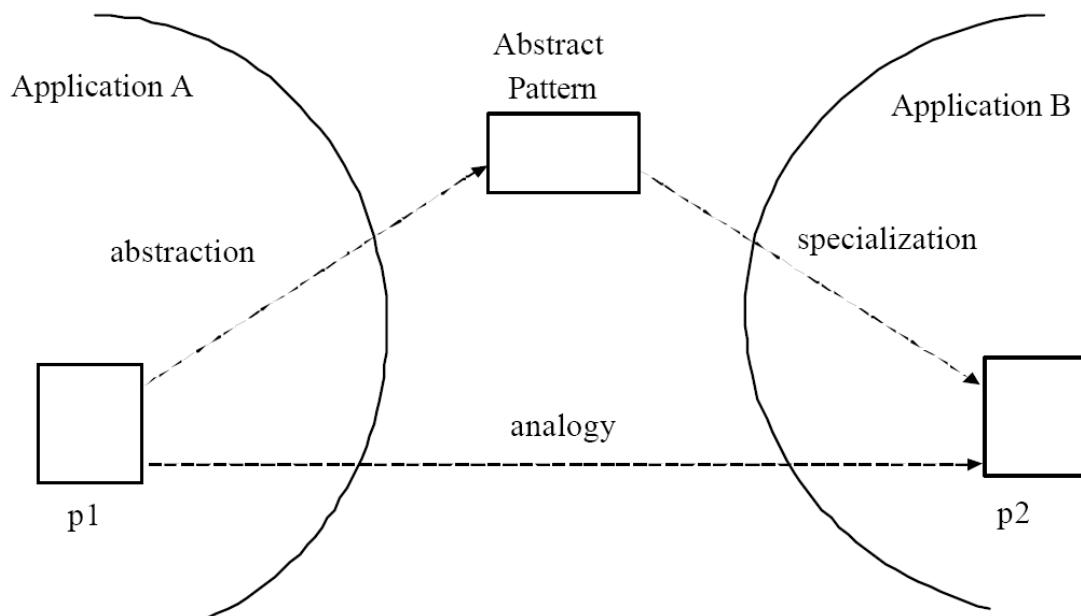 Abstract
Pattern
Application A
Application B
abstraction
specialization
analogy
p1
p2